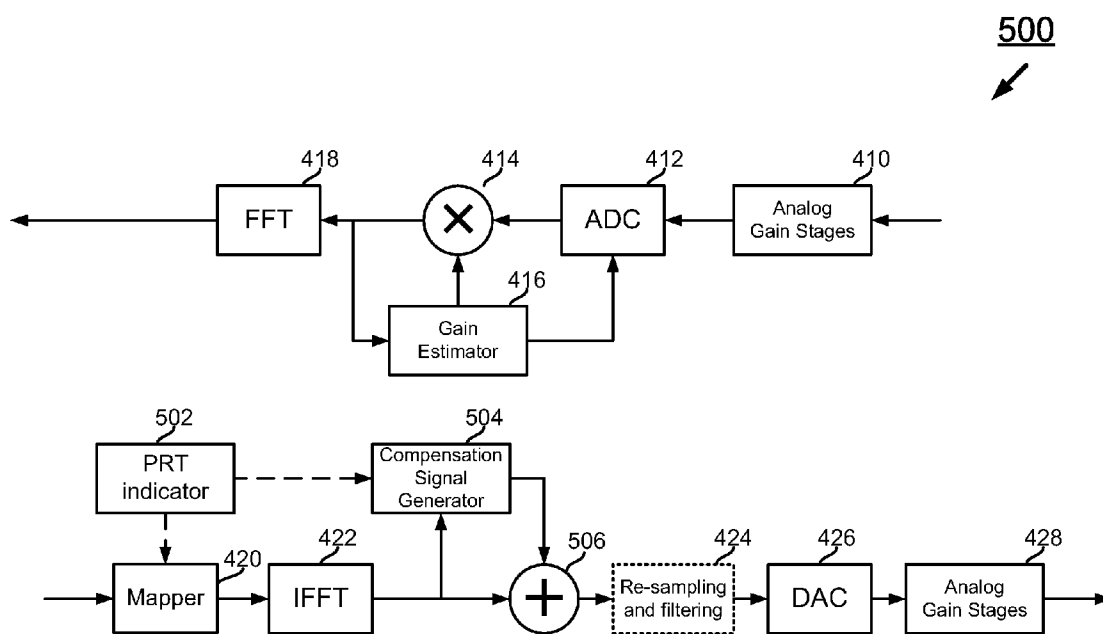 500
418
414
412
410
FFT
×
ADC
Analog
Gain Stages
416
Gain
Estimator
502
504
PRT
indicator
Compensation
Signal
Generator
420
422
506
424
426
428
Mapper
IFFT
+
Re-sampling
and filtering
DAC
Analog
Gain Stages